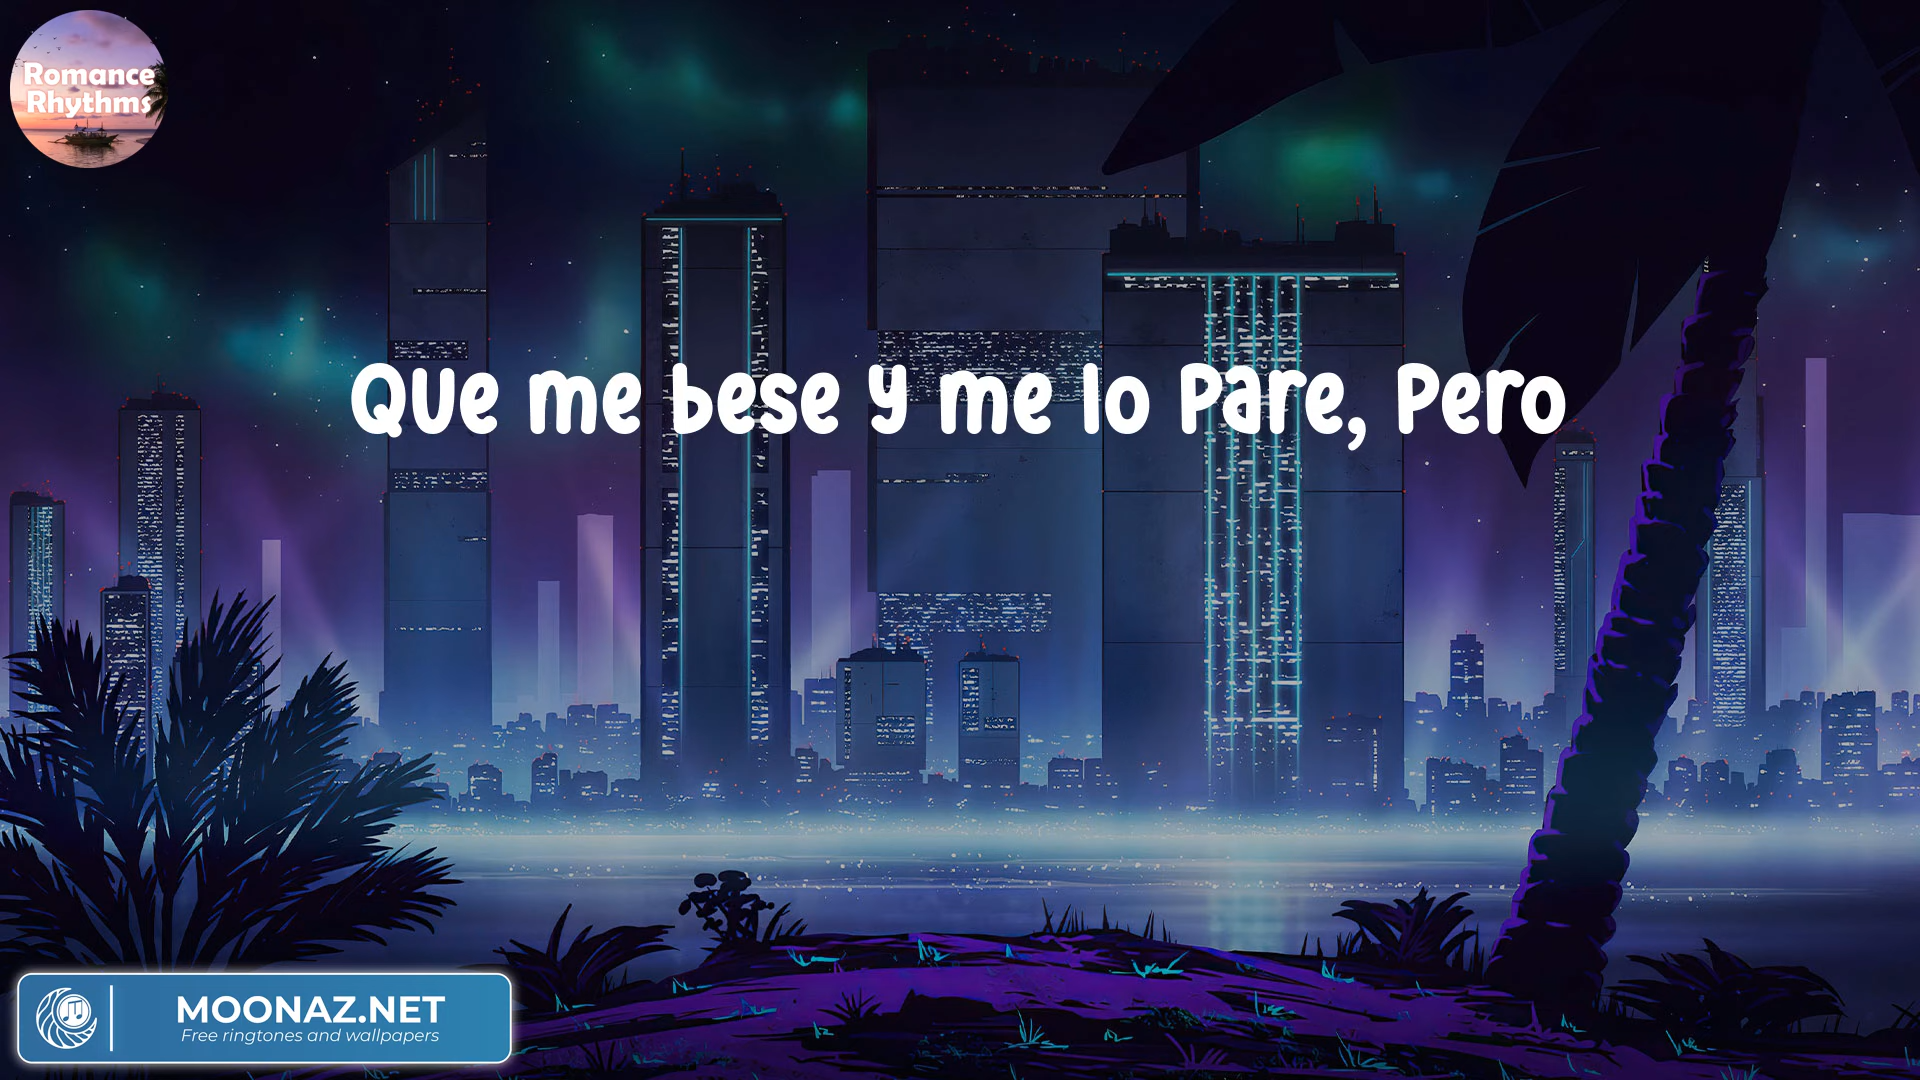 Romance
Rhythms
Que me bese y me lo pare, pero
MOONAZ.NET
Free ringtones and wallpapers